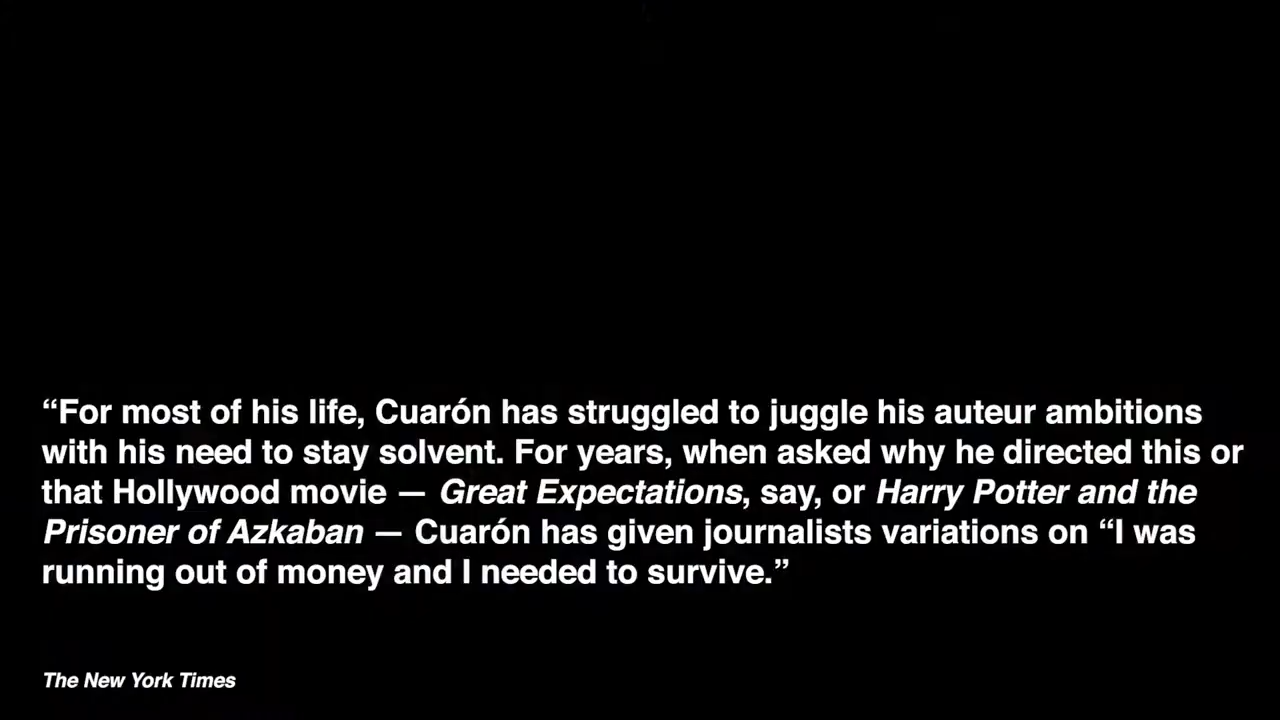 “For most of his life, Cuarón has struggled to juggle his auteur ambitions
with his need to stay solvent. For years, when asked why he directed this or
that Hollywood movie — Great Expectations, say, or Harry Potter and the
Prisoner of Azkaban — Cuarón has given journalists variations on “I was
running out of money and I needed to survive.”
The New York Times